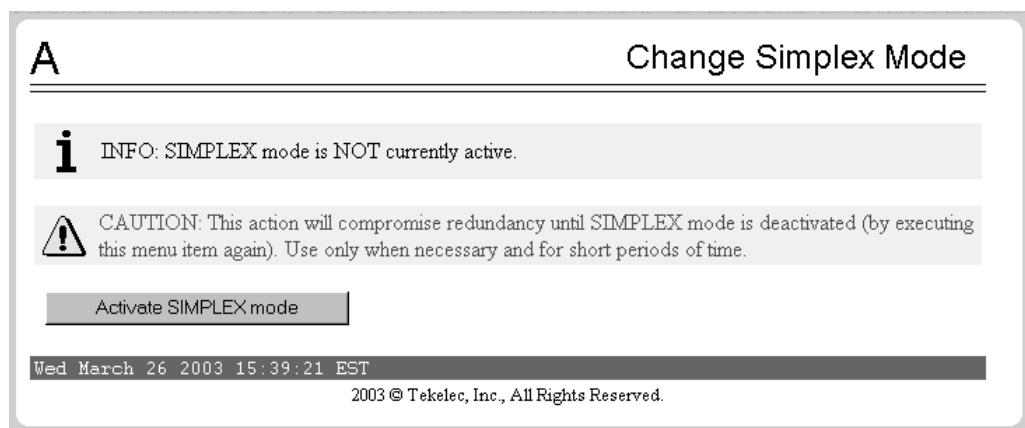 A
Change Simplex Mode
INFO: SIMPLEX mode is NOT currently active.
CAUTION: This action will compromise redundancy until SIMPLEX mode is deactivated (by executing
this menu item again). Use only when necessary and for short periods of time.
Activate SIMPLEX mode
Wed March 26 2003 15:39:21 EST
2003 © Tekelec, Inc., All Rights Reserved.